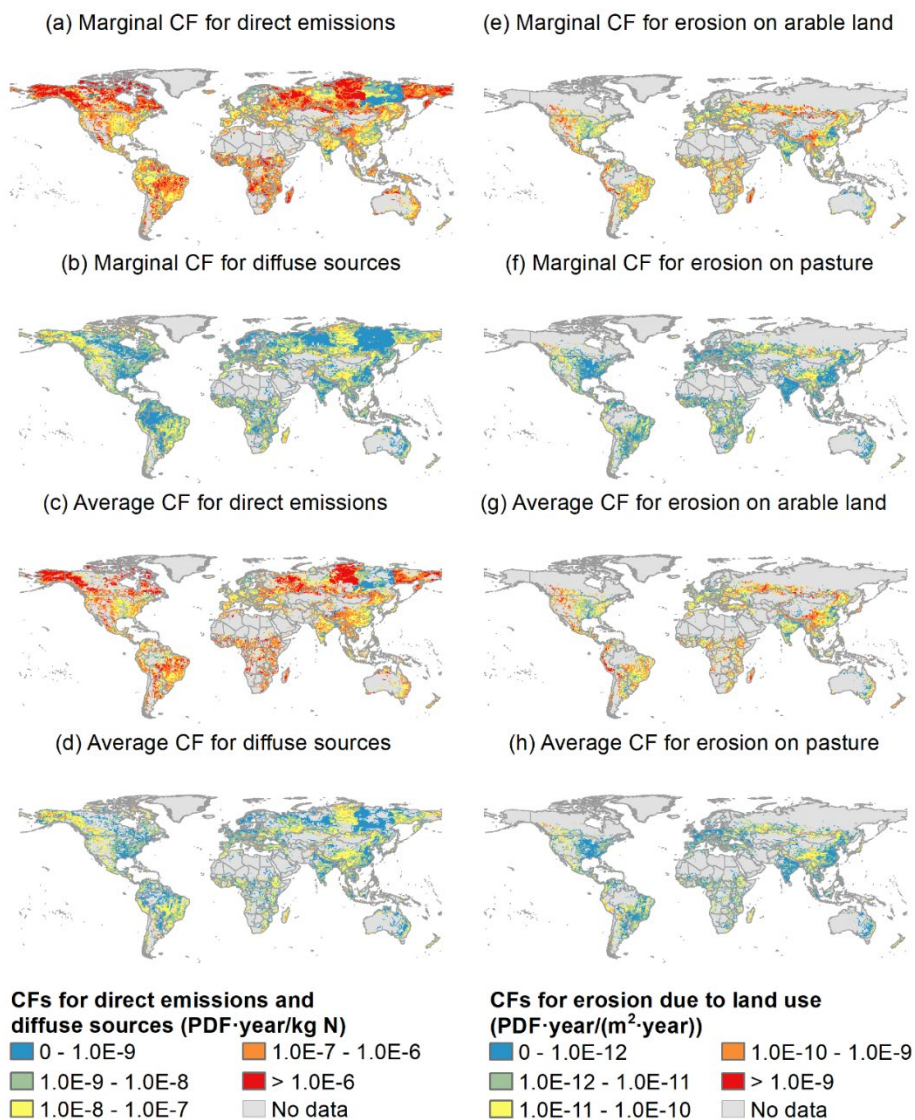 (a) Marginal CF for direct emissions
(e) Marginal CF for erosion on arable land
(b) Marginal CF for diffuse sources
(f) Marginal CF for erosion on pasture
(c) Average CF for direct emissions
(g) Average CF for erosion on arable land
(d) Average CF for diffuse sources
(h) Average CF for erosion on pasture
CFs for direct emissions and
diffuse sources (PDF·year/kg N)
0 - 1.0E-9
1.0E-9 - 1.0E-8
1.0E-8 - 1.0E-7
1.0E-7 - 1.0E-6
> 1.0E-6
No data
CFs for erosion due to land use
(PDF·year/(m²·year))
0 - 1.0E-12
1.0E-12 - 1.0E-11
1.0E-11 - 1.0E-10
1.0E-10 - 1.0E-9
> 1.0E-9
No data